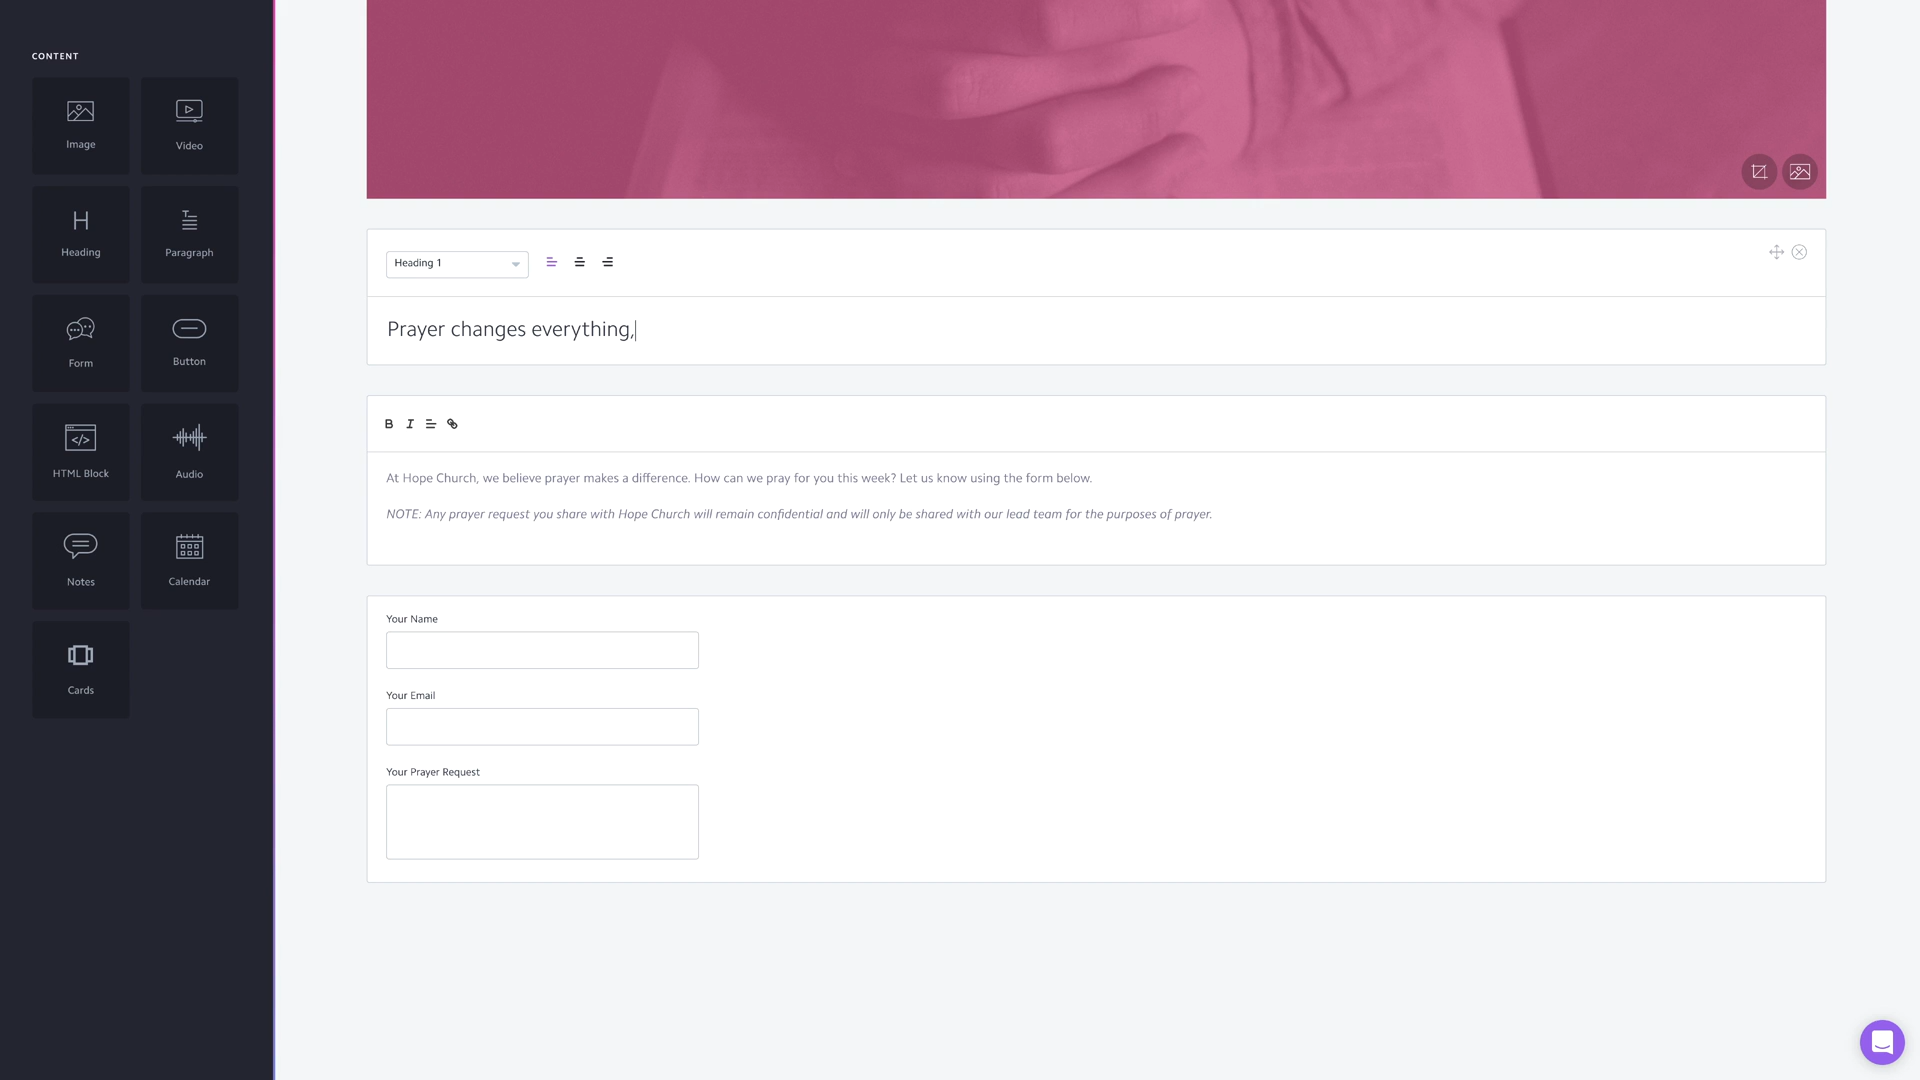 CONTENT
Image
Video
Heading
Paragraph
Form
Button
HTML Block
Audio
Notes
Calendar
Cards
Heading 1
Prayer changes everything,
B I
At Hope Church, we believe prayer makes a difference. How can we pray for you this week? Let us know using the form below.
NOTE: Any prayer request you share with Hope Church will remain confidential and will only be shared with our lead team for the purposes of prayer.
Your Name
Your Email
Your Prayer Request